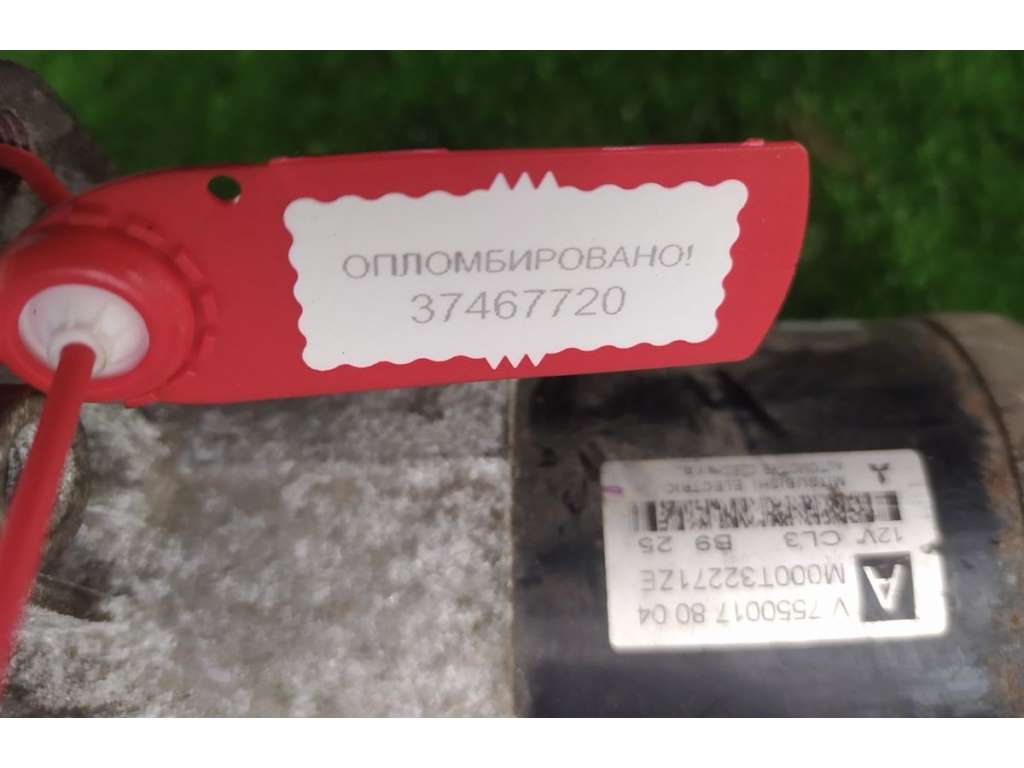 ОПЛОМБИРОВАНО!
37467720
V 7550017 80 04
A
M000T32271ZE
12V CL3 B9 25
MITSUBISHI ELECTRIC